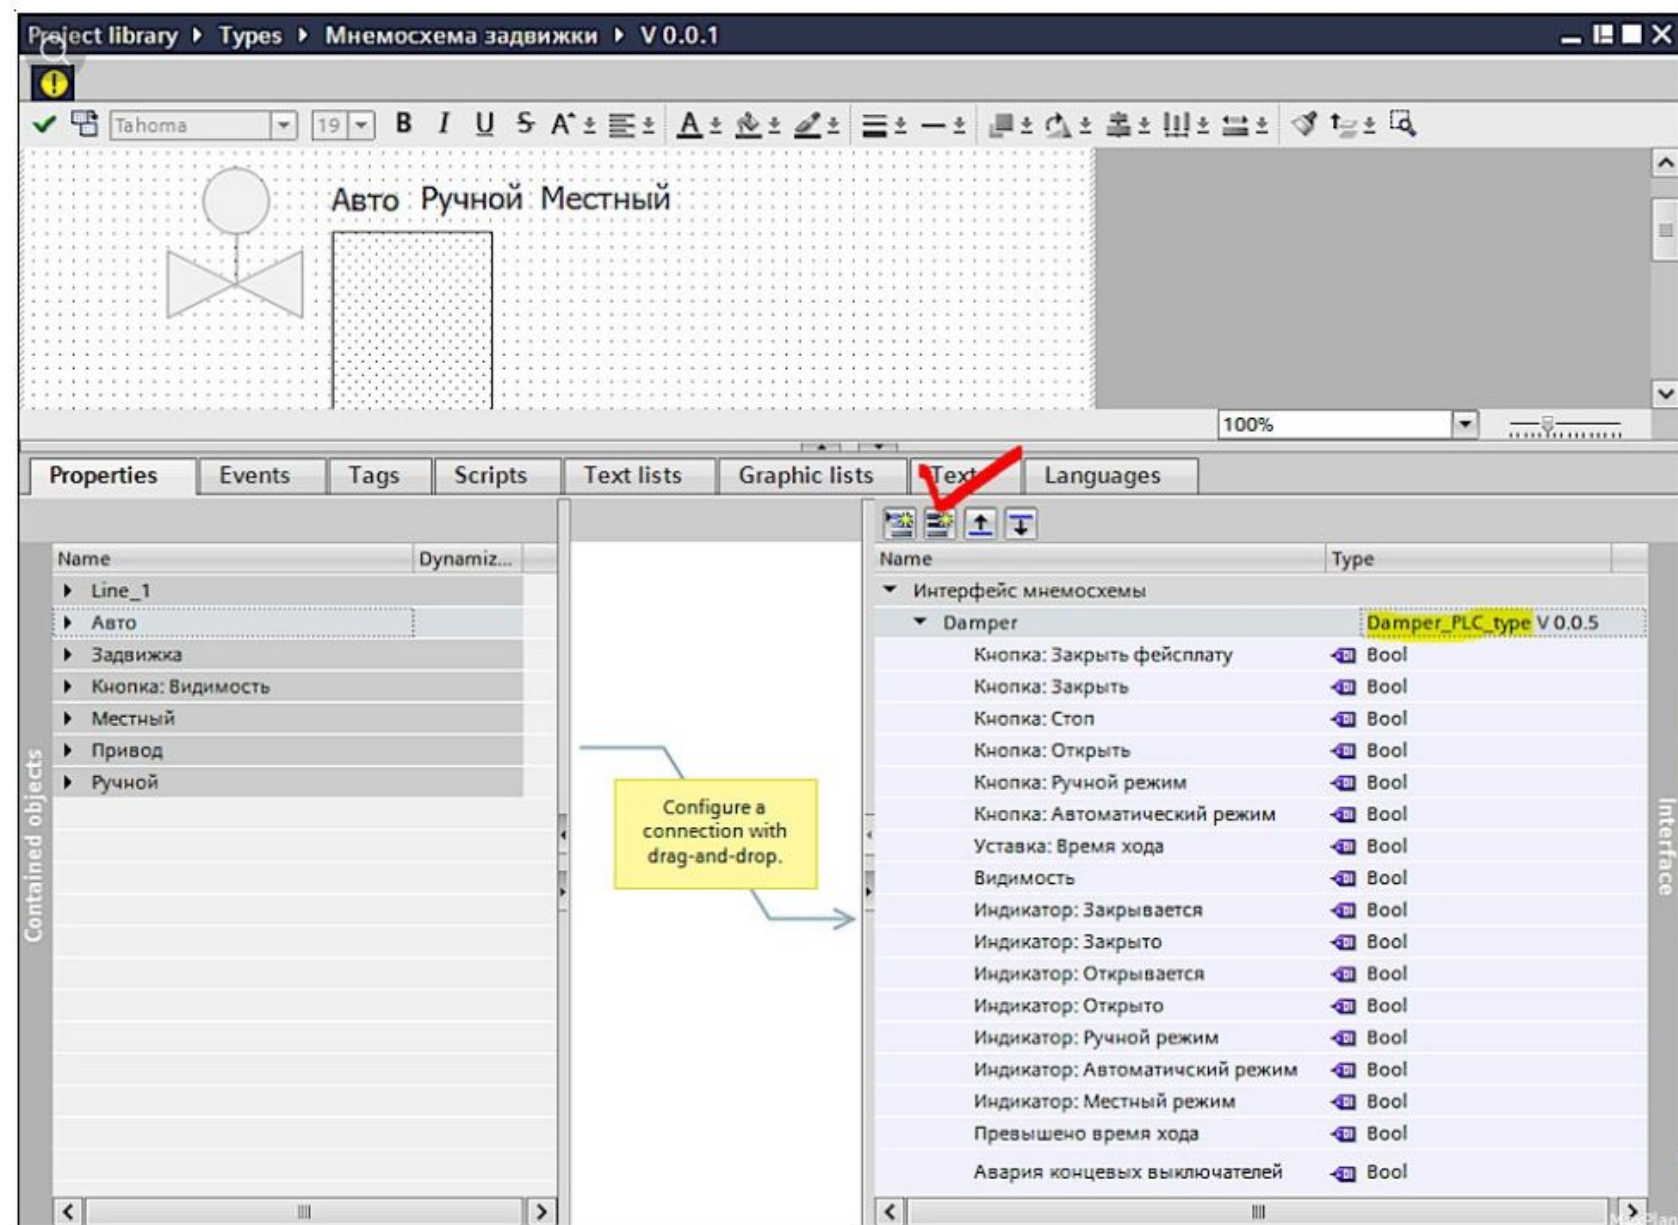 Project library ▸ Types ▸ Мнемосхема задвижки ▸ V 0.0.1
Tahoma 19 B I U S A A
Авто Ручной Местный
100%
Properties Events Tags Scripts Text lists Graphic lists Languages
Name Dynamiz...
Line_1
Авто
Задвижка
Кнопка: Видимость
Местный
Привод
Ручной
Contained objects
Configure a
connection with
drag-and-drop.
Name Type
Интерфейс мнемосхемы
Damper Damper_PLC_type V 0.0.5
Кнопка: Закрыть фейсплату Bool
Кнопка: Закрыть Bool
Кнопка: Стоп Bool
Кнопка: Открыть Bool
Кнопка: Ручной режим Bool
Кнопка: Автоматический режим Bool
Уставка: Время хода Bool
Видимость Bool
Индикатор: Закрывается Bool
Индикатор: Закрыто Bool
Индикатор: Открывается Bool
Индикатор: Открыто Bool
Индикатор: Ручной режим Bool
Индикатор: Автоматичский режим Bool
Индикатор: Местный режим Bool
Превышено время хода Bool
Авария концевых выключателей Bool
Interface